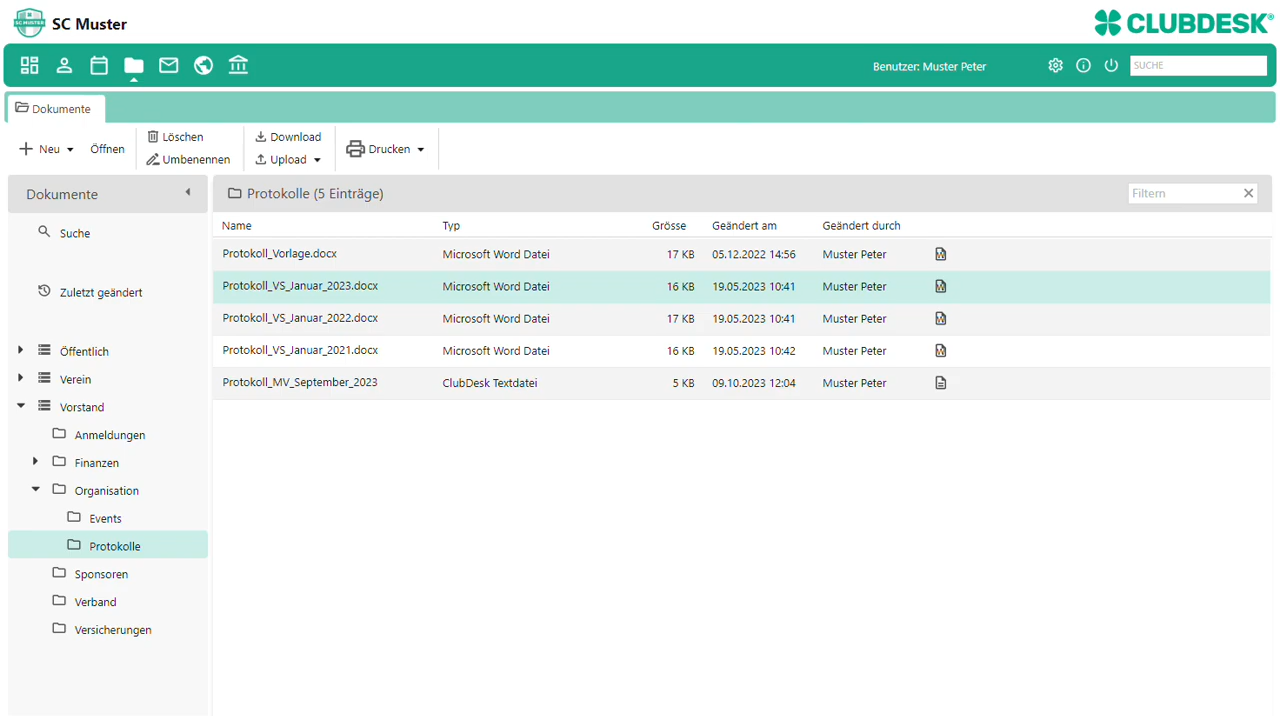 SC MUSTER
SC Muster
CLUBDESK®
Benutzer: Muster Peter
SUCHE
Dokumente
Neu
Öffnen
Löschen
Umbenennen
Download
Upload
Drucken
Dokumente
Suche
Zuletzt geändert
Öffentlich
Verein
Vorstand
Anmeldungen
Finanzen
Organisation
Events
Protokolle
Sponsoren
Verband
Versicherungen
Protokolle (5 Einträge)
Filtern
Name Typ Grösse Geändert am Geändert durch
Protokoll_Vorlage.docx Microsoft Word Datei 17 KB 05.12.2022 14:56 Muster Peter
Protokoll_VS_Januar_2023.docx Microsoft Word Datei 16 KB 19.05.2023 10:41 Muster Peter
Protokoll_VS_Januar_2022.docx Microsoft Word Datei 17 KB 19.05.2023 10:41 Muster Peter
Protokoll_VS_Januar_2021.docx Microsoft Word Datei 16 KB 19.05.2023 10:42 Muster Peter
Protokoll_MV_September_2023 ClubDesk Textdatei 5 KB 09.10.2023 12:04 Muster Peter